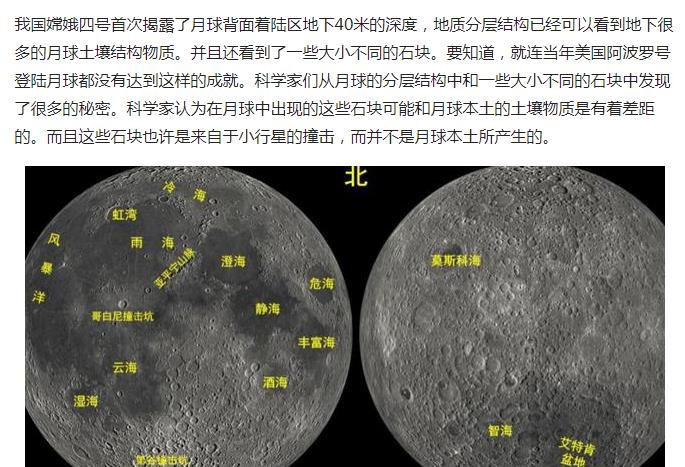 我国嫦娥四号首次揭露了月球背面着陆区地下40米的深度，地质分层结构已经可以看到地下很
多的月球土壤结构物质。并且还看到了一些大小不同的石块。要知道，就连当年美国阿波罗号
登陆月球都没有达到这样的成就。科学家们从月球的分层结构中和一些大小不同的石块中发现
了很多的秘密。科学家认为在月球中出现的这些石块可能和月球本土的土壤物质是有着差距
的。而且这些石块也许是来自于小行星的撞击，而并不是月球本土所产生的。
北
冷海
虹湾
风暴洋
雨海
亚平宁山脉
澄海
莫斯科海
危海
静海
哥白尼撞击坑
丰富海
云海
酒海
湿海
智海
艾特肯
盆地
第谷撞击坑